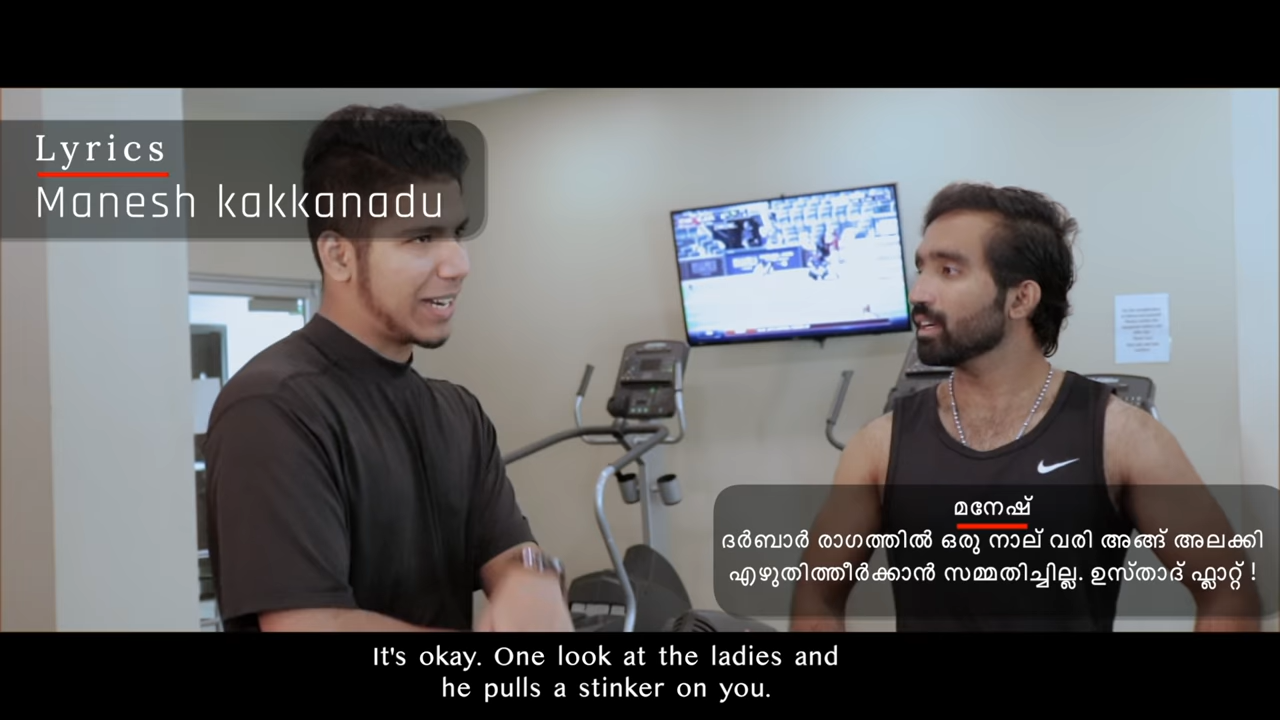 Lyrics
Manesh kakkanadu
മനേഷ്
ദർബാർ രാഗത്തിൽ ഒരു നാല് വരി അങ്ങ് അലക്കി
എഴുതിത്തീർക്കാൻ സമ്മതിച്ചില്ല. ഉസ്താദ് ഫ്ലാറ്റ് !
It's okay. One look at the ladies and
he pulls a stinker on you.